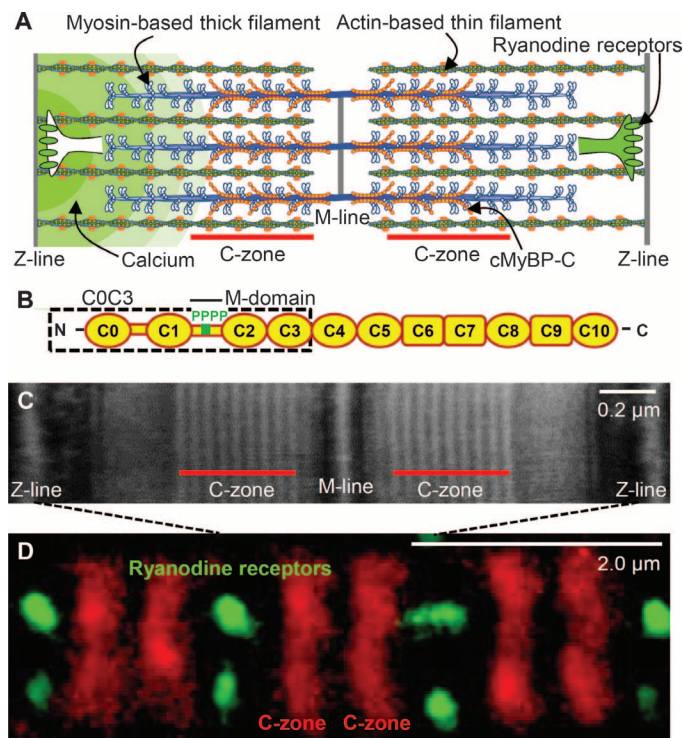 A
Myosin-based thick filament
Actin-based thin filament
Ryanodine receptors
M-line
Z-line
Calcium
C-zone
C-zone
cMyBP-C
Z-line
B
C0C3
M-domain
PPPP
N
C0
C1
C2
C3
C4
C5
C6
C7
C8
C9
C10
C
C
0.2 µm
Z-line
C-zone
M-line
C-zone
Z-line
D
Ryanodine receptors
2.0 µm
C-zone
C-zone